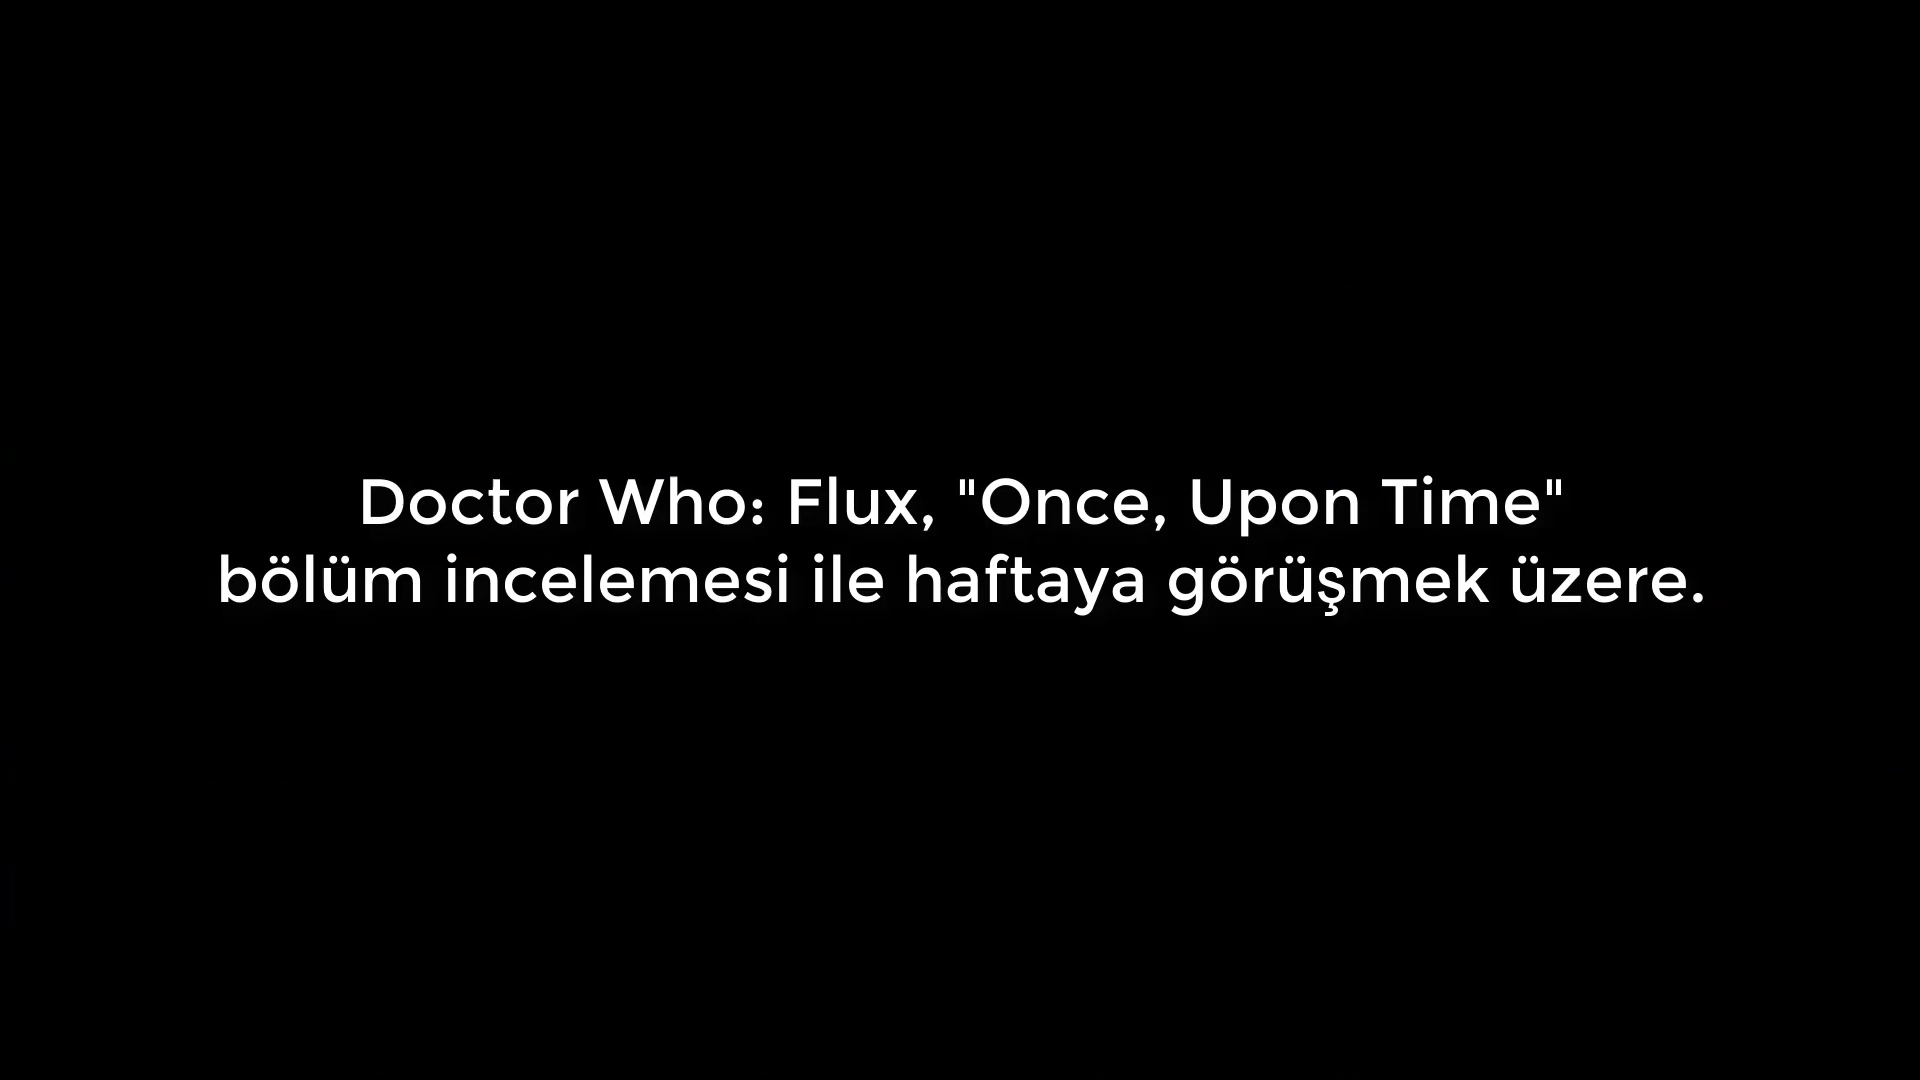 Doctor Who: Flux, "Once, Upon Time"
bölüm incelemesi ile haftaya görüşmek üzere.